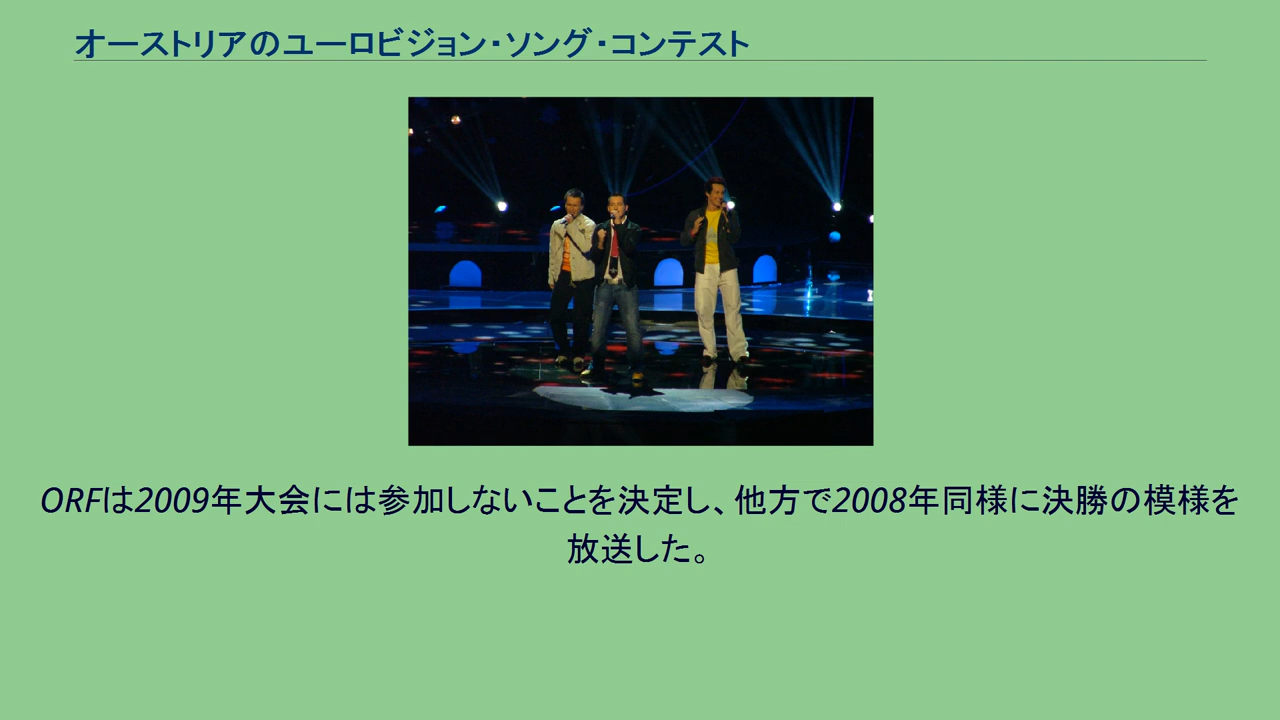 オーストリアのユーロビジョン・ソング・コンテスト
ORFは2009年大会には参加しないことを決定し、他方で2008年同様に決勝の模様を
放送した。